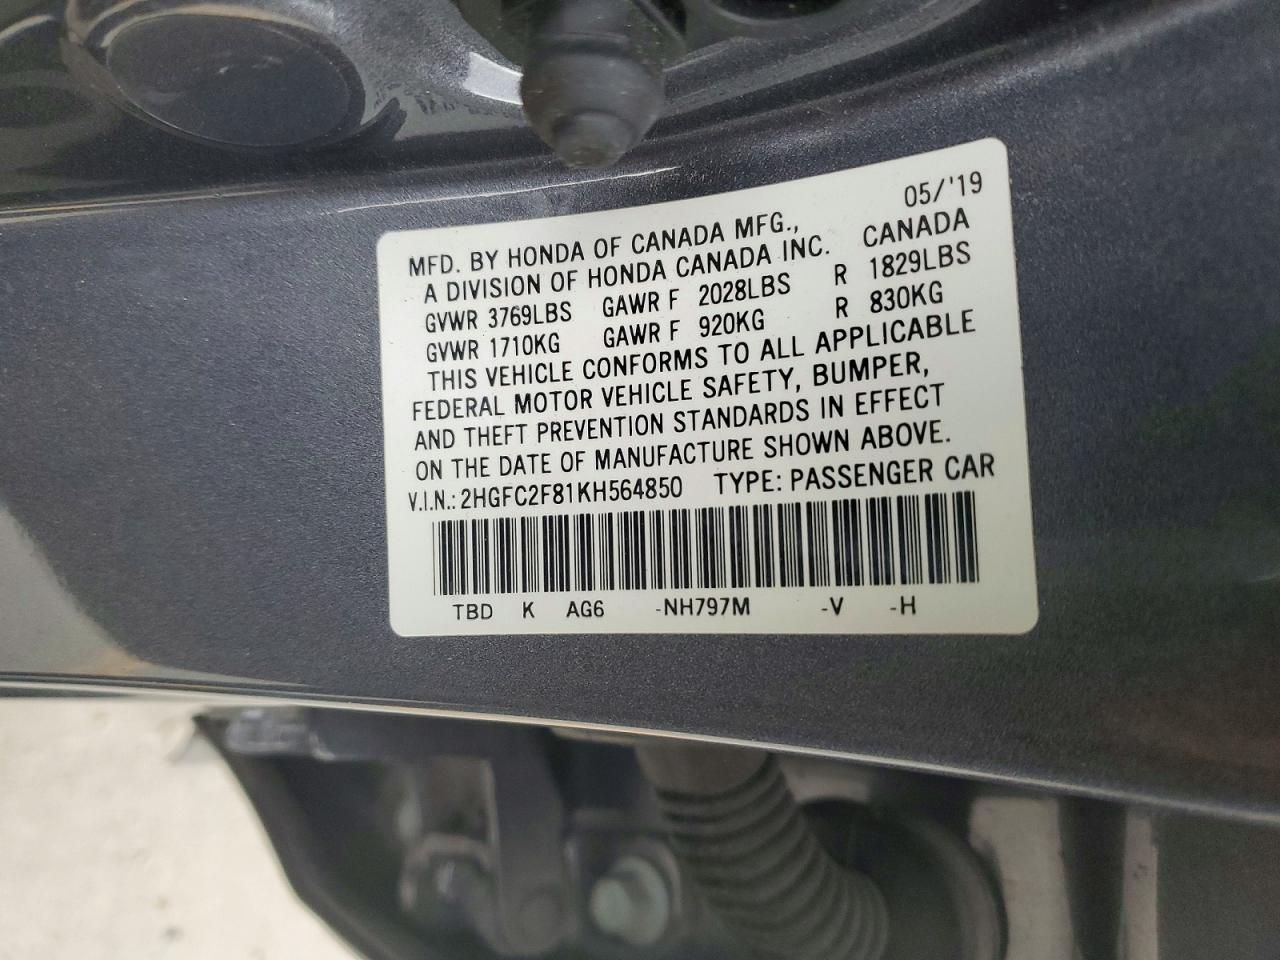 05/'19
MFD. BY HONDA OF CANADA MFG.,
A DIVISION OF HONDA CANADA INC. CANADA
GVWR 3769LBS GAWR F 2028LBS R 1829LBS
GVWR 1710KG GAWR F 920KG R 830KG
THIS VEHICLE CONFORMS TO ALL APPLICABLE
FEDERAL MOTOR VEHICLE SAFETY, BUMPER,
AND THEFT PREVENTION STANDARDS IN EFFECT
ON THE DATE OF MANUFACTURE SHOWN ABOVE.
V.I.N.: 2HGFC2F81KH564850 TYPE: PASSENGER CAR
TBD K AG6 -NH797M -V -H